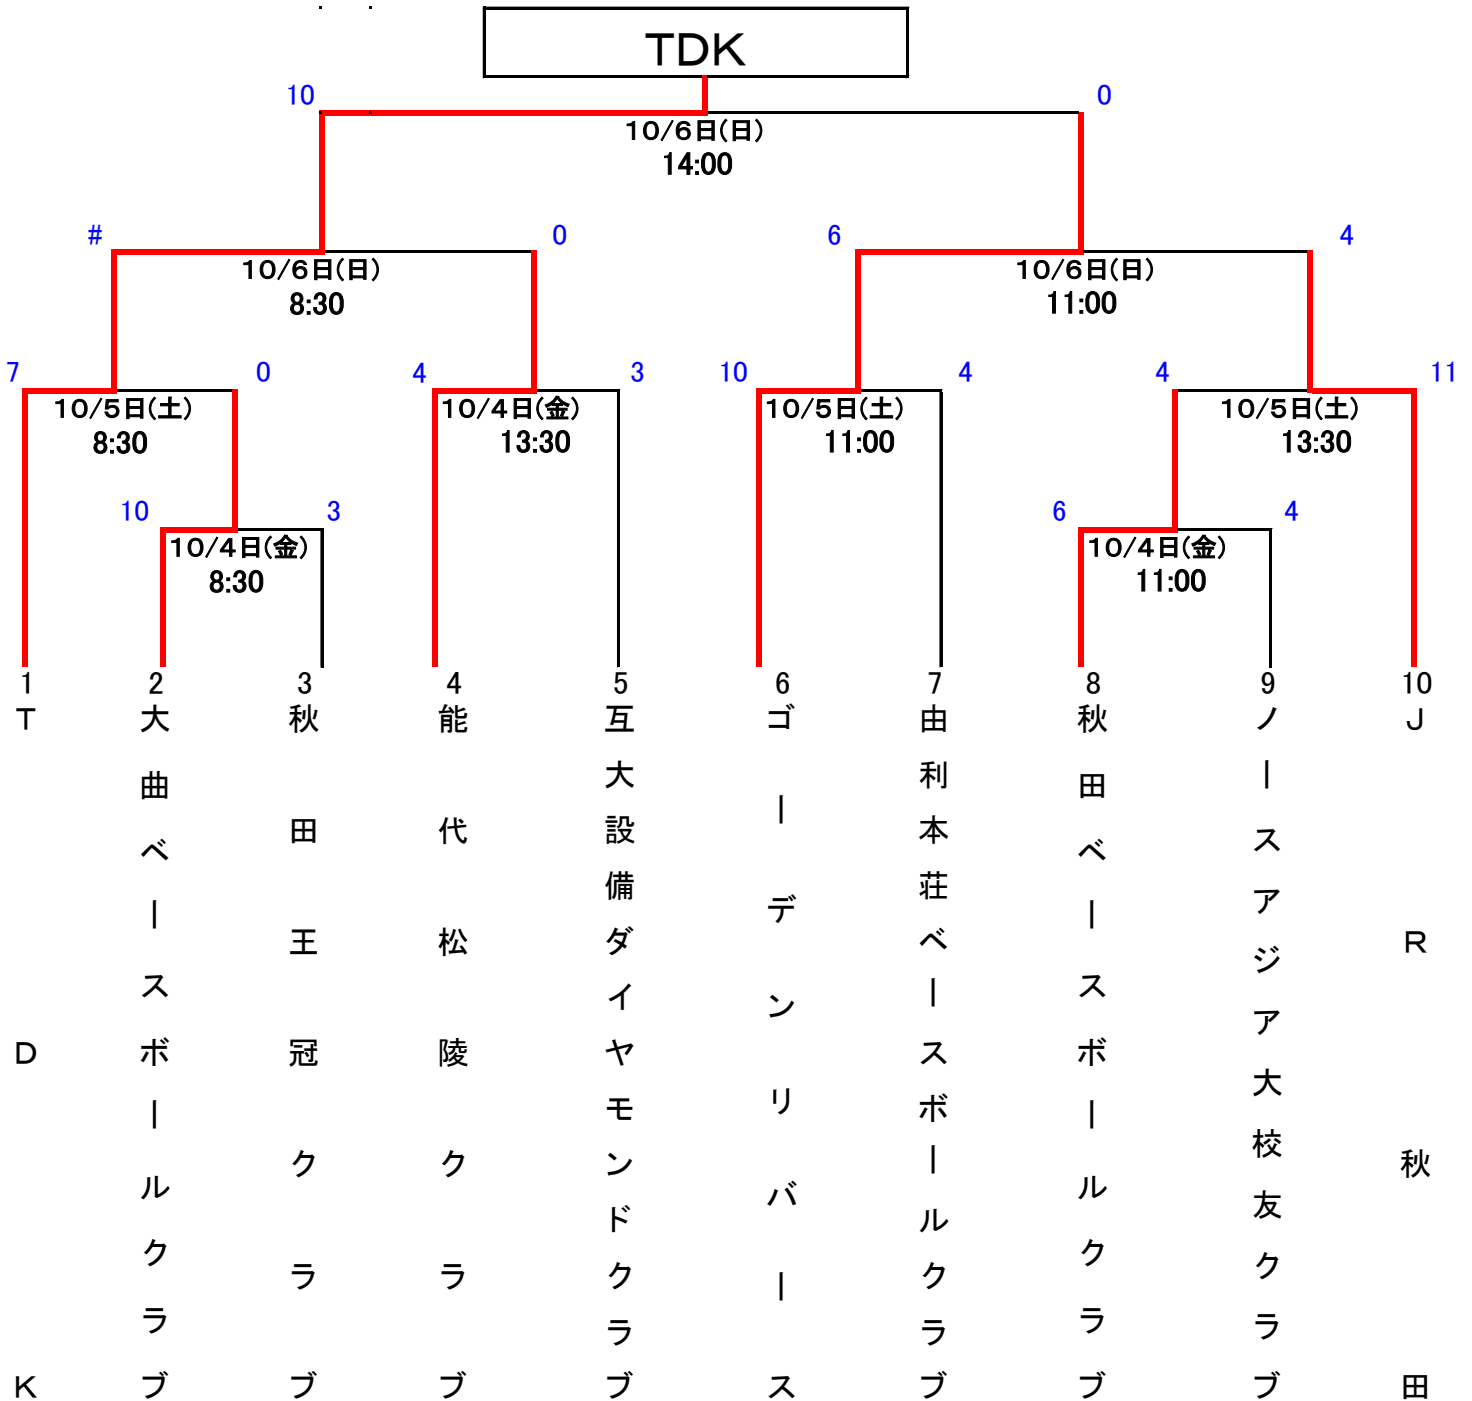 TDK
10
0
10/6日(日)
14:00
#
0
6
4
10/6日(日)
8:30
10/6日(日)
11:00
7
0
4
3
10
4
4
11
10/5日(土)
8:30
10/4日(金)
13:30
10/5日(土)
11:00
10/5日(土)
13:30
10
3
6
4
10/4日(金)
8:30
10/4日(金)
11:00
1
TDK
2
大曲ベースボールクラブ
3
秋田王冠クラブ
4
能代松陵クラブ
5
互大設備ダイヤモンドクラブ
6
ゴーデンリバース
7
由利本荘ベースボールクラブ
8
秋田ベースボールクラブ
9
ノースアジア大校友クラブ
10
JR秋田